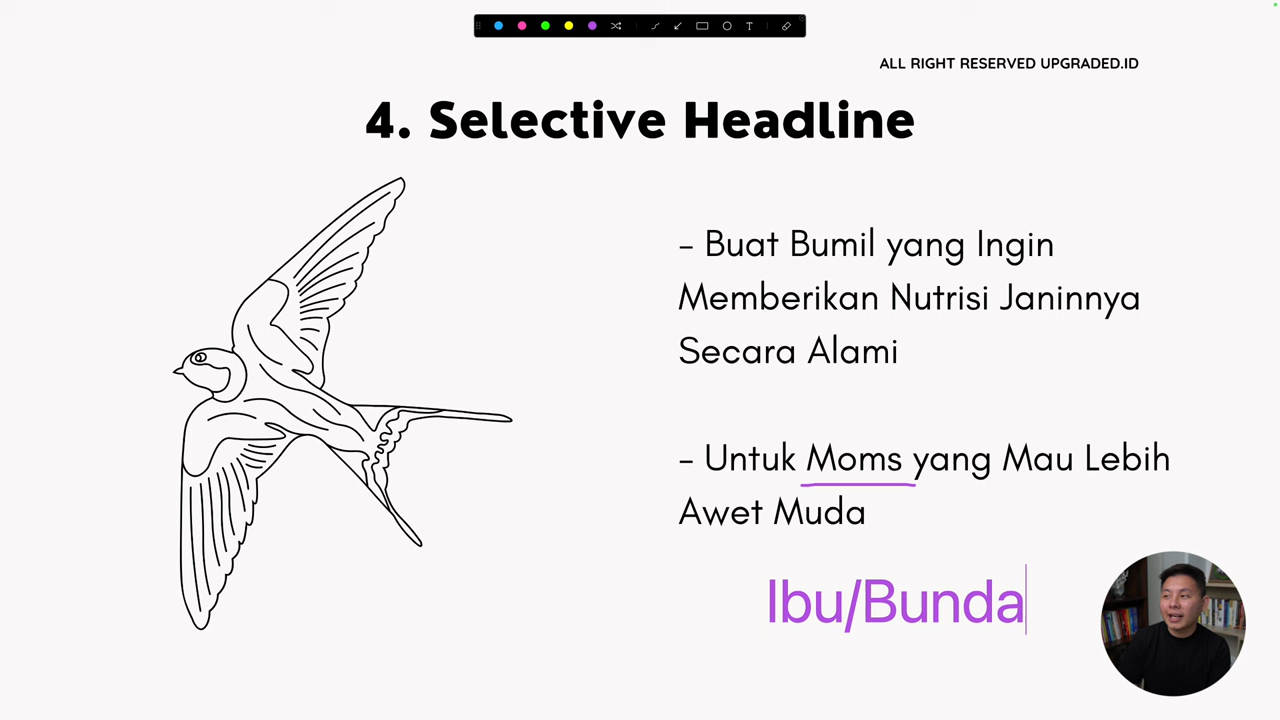 ALL RIGHT RESERVED UPGRADED.ID
4. Selective Headline
- Buat Bumil yang Ingin
Memberikan Nutrisi Janinnya
Secara Alami
- Untuk Moms yang Mau Lebih
Awet Muda
Ibu/Bunda